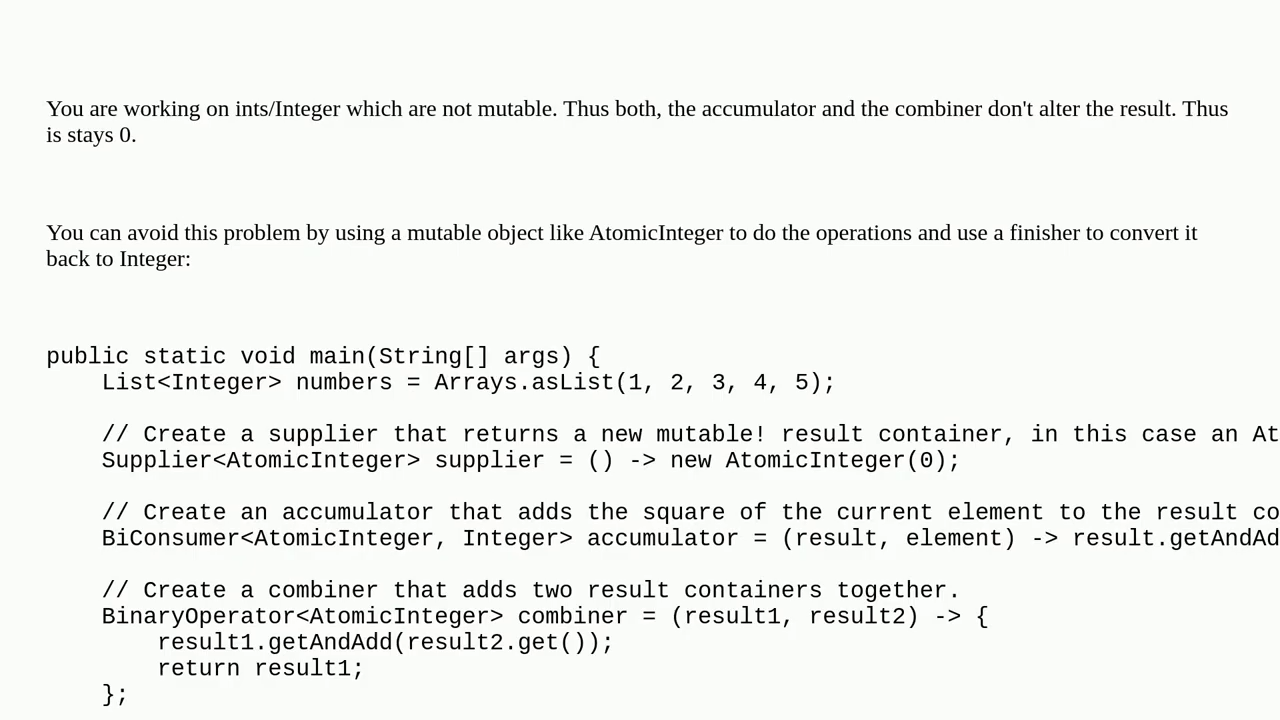 You are working on ints/Integer which are not mutable. Thus both, the accumulator and the combiner don't alter the result. Thus
is stays 0.
You can avoid this problem by using a mutable object like AtomicInteger to do the operations and use a finisher to convert it
back to Integer:
public static void main(String[] args) {
    List<Integer> numbers = Arrays.asList(1, 2, 3, 4, 5);
    // Create a supplier that returns a new mutable! result container, in this case an At
    Supplier<AtomicInteger> supplier = () -> new AtomicInteger(0);
    // Create an accumulator that adds the square of the current element to the result co
    BiConsumer<AtomicInteger, Integer> accumulator = (result, element) -> result.getAndAd
    // Create a combiner that adds two result containers together.
    BinaryOperator<AtomicInteger> combiner = (result1, result2) -> {
        result1.getAndAdd(result2.get());
        return result1;
    };